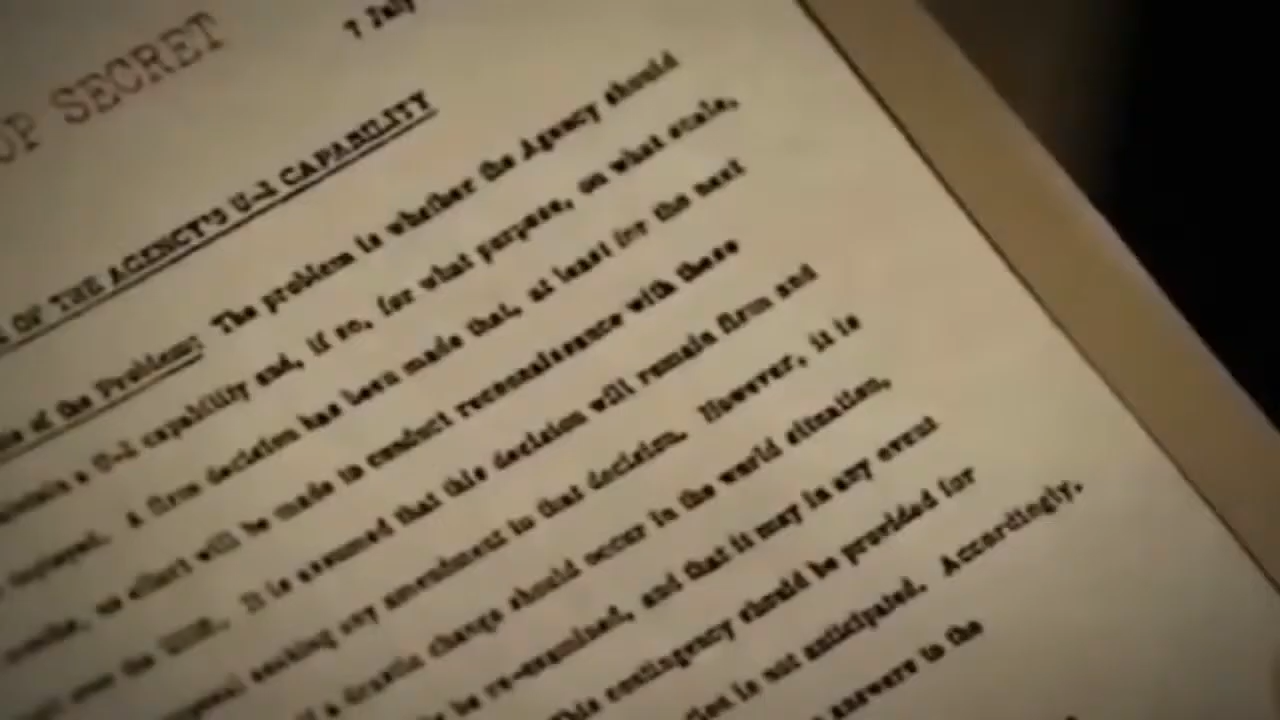 OP SECRET
7 July
OF THE AGENCY'S U-2 CAPABILITY
of the Problem: The problem is whether the Agency should
a U-2 capability and, if so, for what purpose, on what scale,
A firm decision has been made that, at least for the next
months, no effort will be made to conduct reconnaissance with these
over the USSR. It is assumed that this decision will remain firm and
seeking any amendment to that decision. However, it is
if a drastic change should occur in the world situation,
be re-examined, and that it may in any event
This contingency should be provided for
is not anticipated. Accordingly,
answers to the